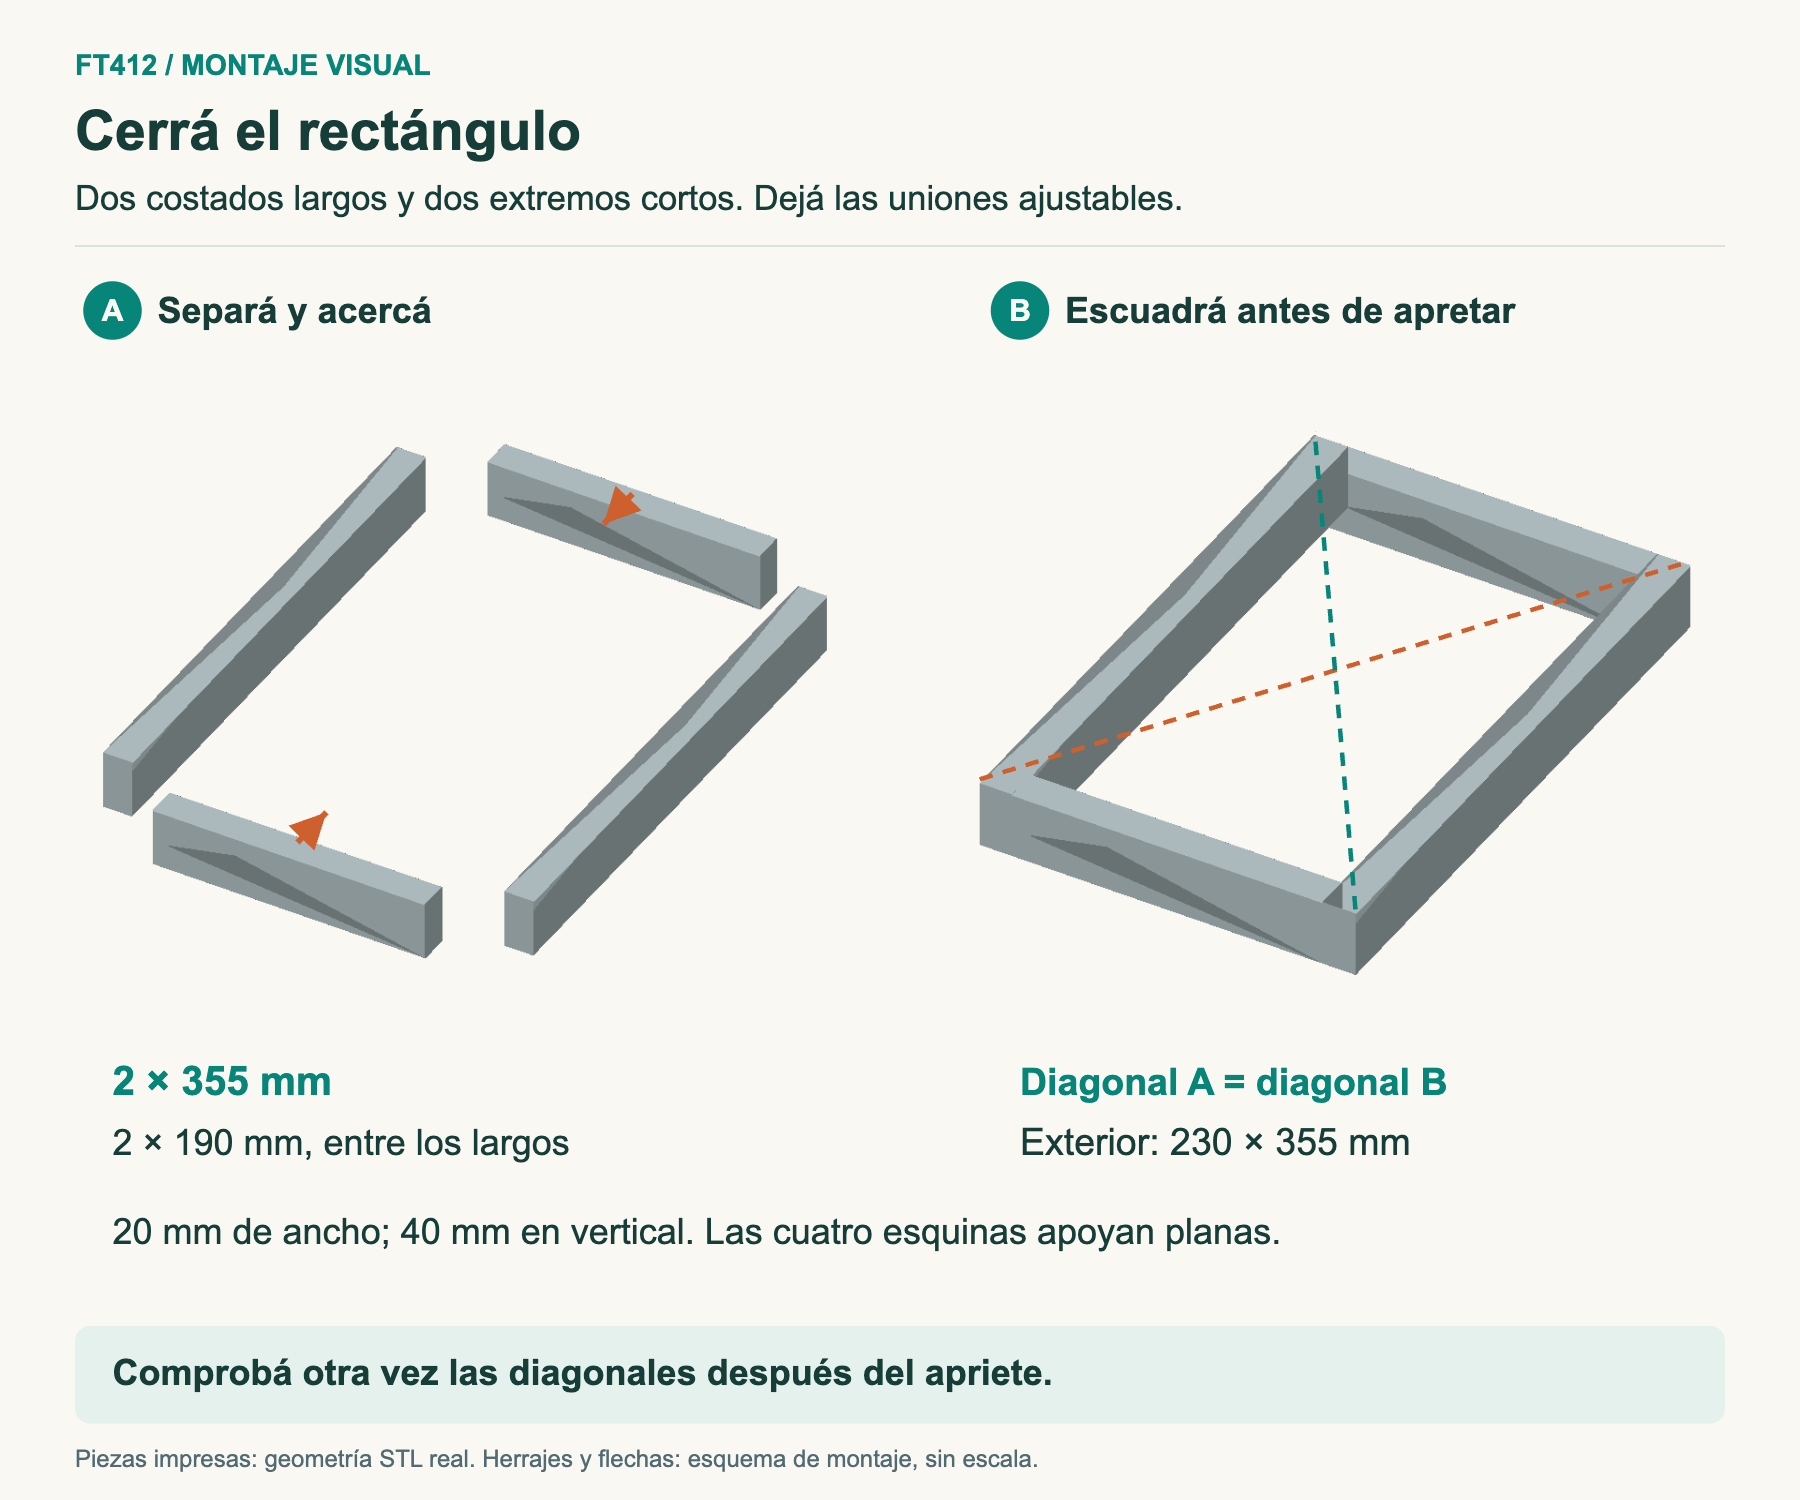 FT412 / MONTAJE VISUAL
Cerrá el rectángulo
Dos costados largos y dos extremos cortos. Dejá las uniones ajustables.
A Separá y acercá
B Escuadrá antes de apretar
2 × 355 mm
2 × 190 mm, entre los largos
Diagonal A = diagonal B
Exterior: 230 × 355 mm
20 mm de ancho; 40 mm en vertical. Las cuatro esquinas apoyan planas.
Comprobá otra vez las diagonales después del apriete.
Piezas impresas: geometría STL real. Herrajes y flechas: esquema de montaje, sin escala.